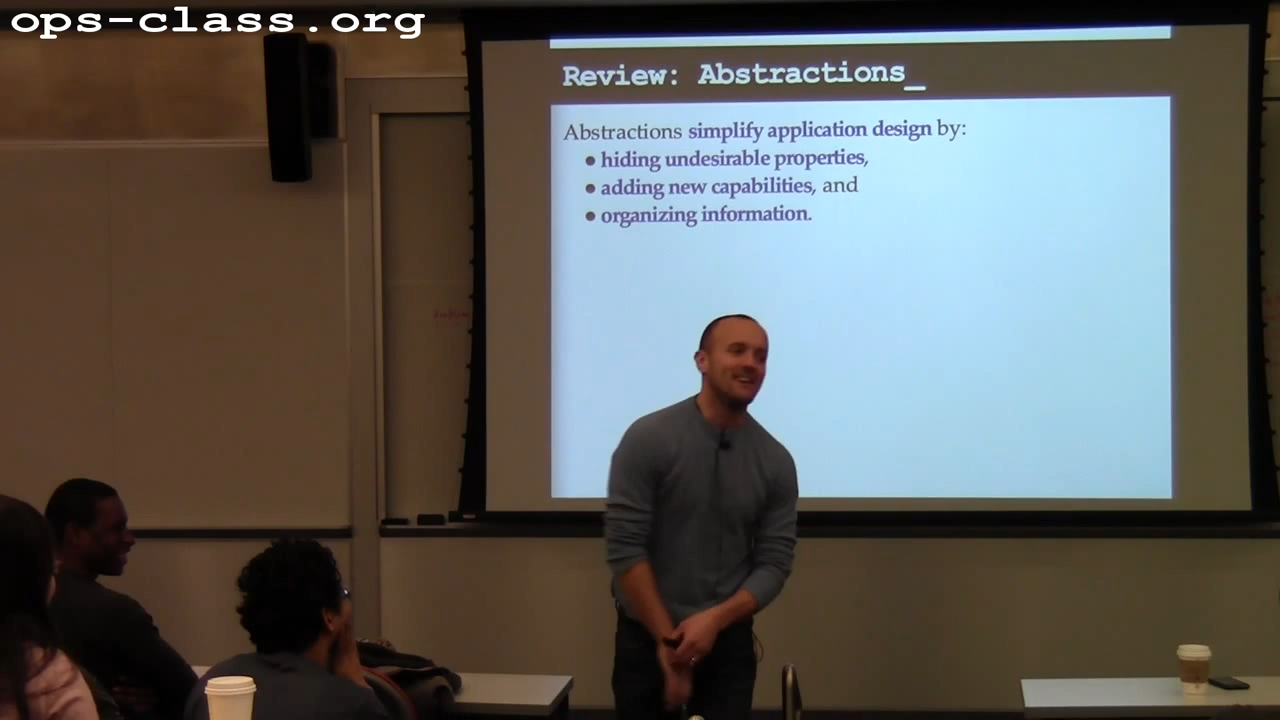 ops-class.org
Review: Abstractions_
Abstractions simplify application design by:
● hiding undesirable properties,
● adding new capabilities, and
● organizing information.